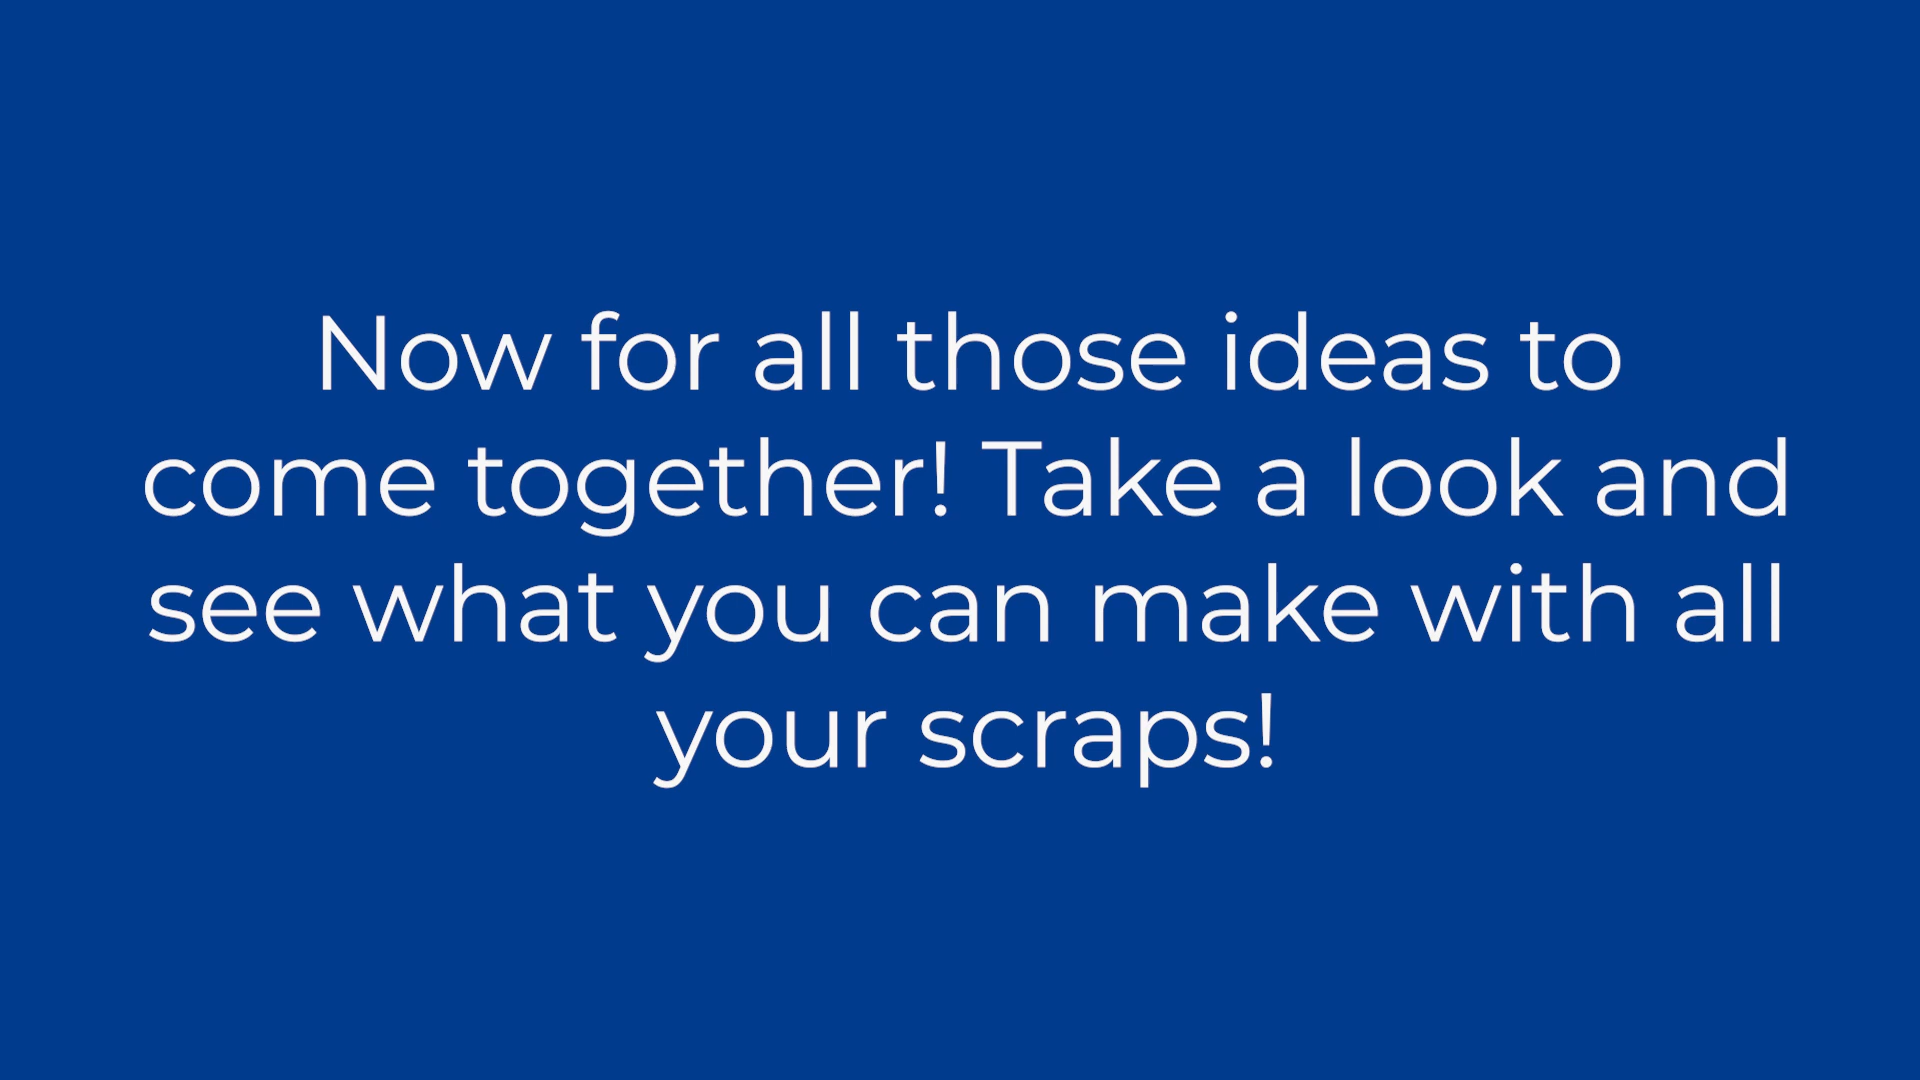 Now for all those ideas to
come together! Take a look and
see what you can make with all
your scraps!